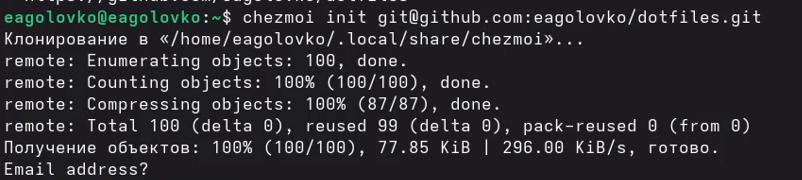 eagolovko@eagolovko:~$ chezmoi init git@github.com:eagolovko/dotfiles.git
Клонирование в «/home/eagolovko/.local/share/chezmoi»...
remote: Enumerating objects: 100, done.
remote: Counting objects: 100% (100/100), done.
remote: Compressing objects: 100% (87/87), done.
remote: Total 100 (delta 0), reused 99 (delta 0), pack-reused 0 (from 0)
Получение объектов: 100% (100/100), 77.85 KiB | 296.00 KiB/s, готово.
Email address?